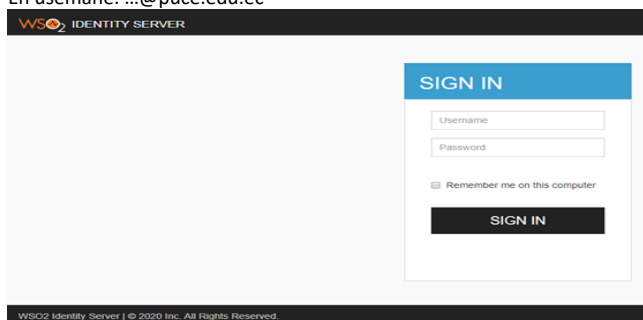 En usernane: ...@puce.edu.ec
WSO2 IDENTITY SERVER
SIGN IN
Username
Password
Remember me on this computer
SIGN IN
WSO2 Identity Server | © 2020 Inc. All Rights Reserved.